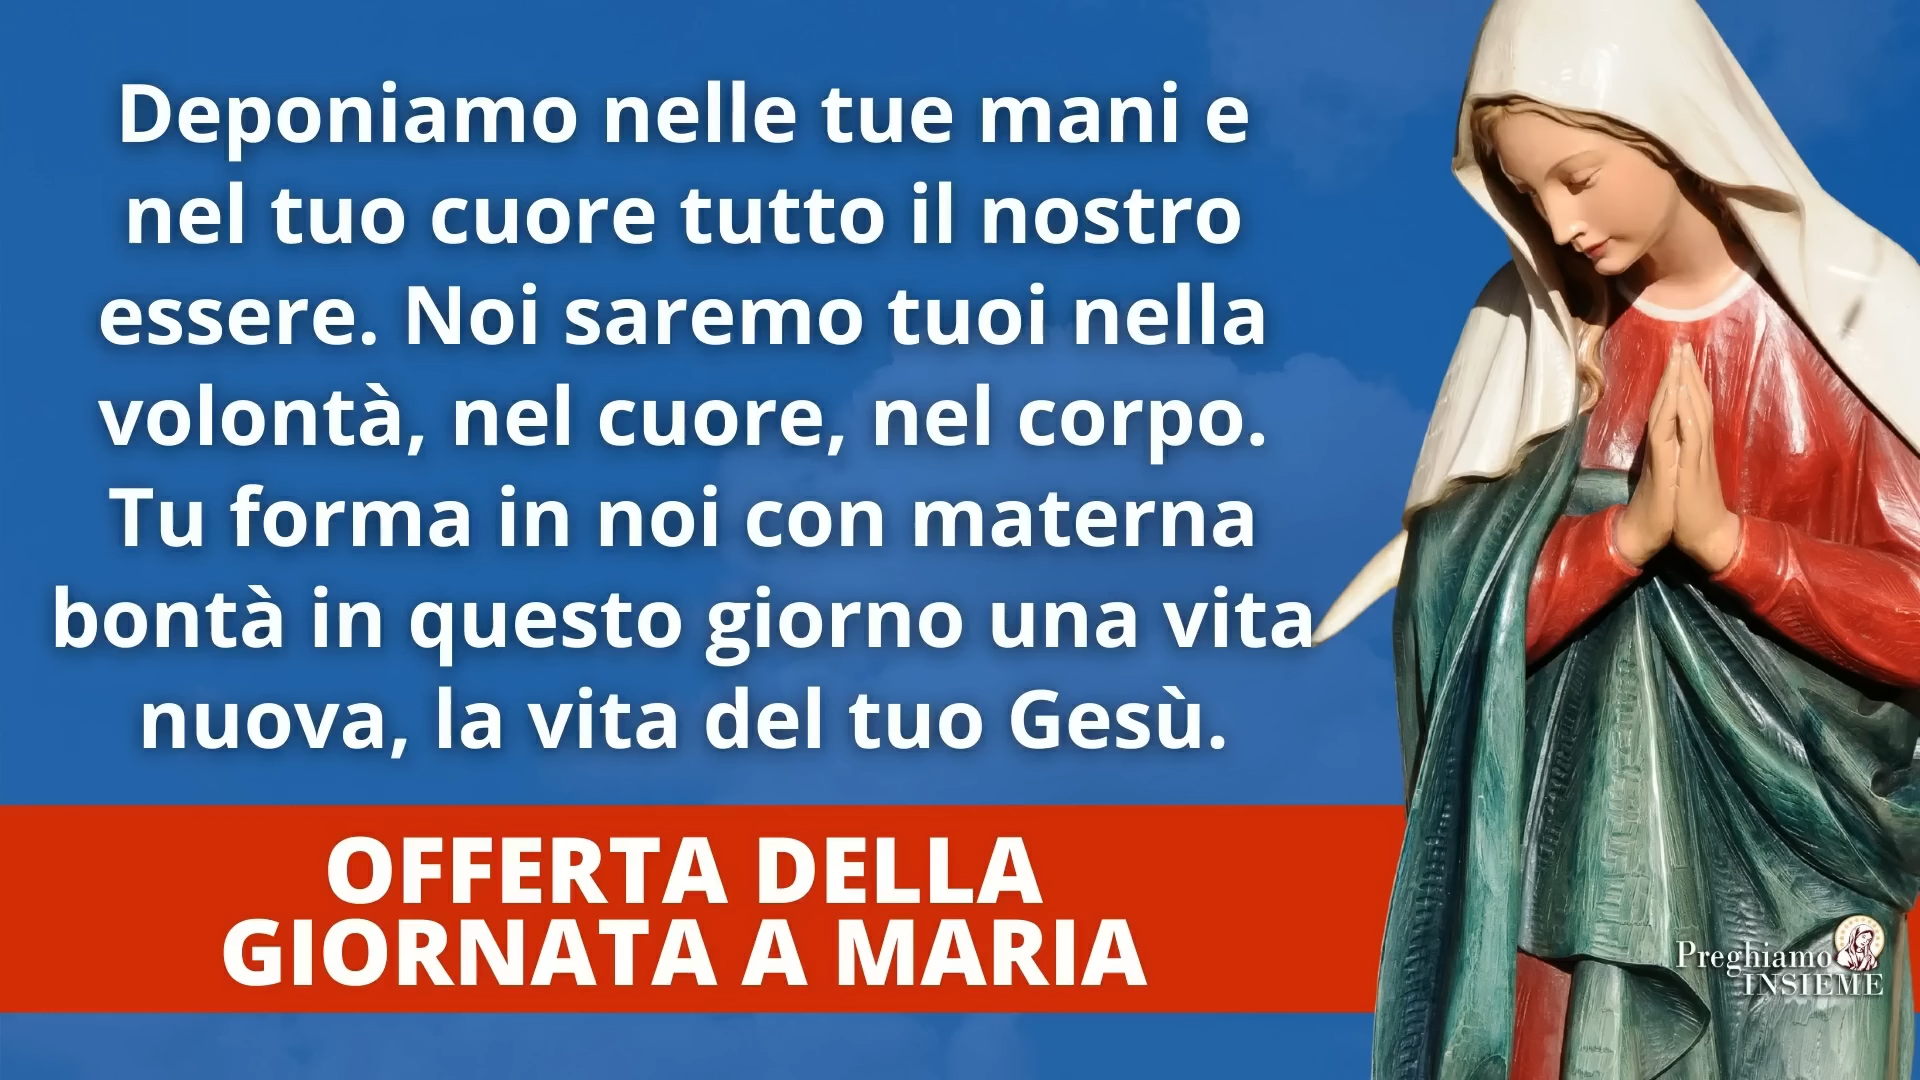 Deponiamo nelle tue mani e
nel tuo cuore tutto il nostro
essere. Noi saremo tuoi nella
volontà, nel cuore, nel corpo.
Tu forma in noi con materna
bontà in questo giorno una vita
nuova, la vita del tuo Gesù.
OFFERTA DELLA
GIORNATA A MARIA
Preghiamo
INSIEME